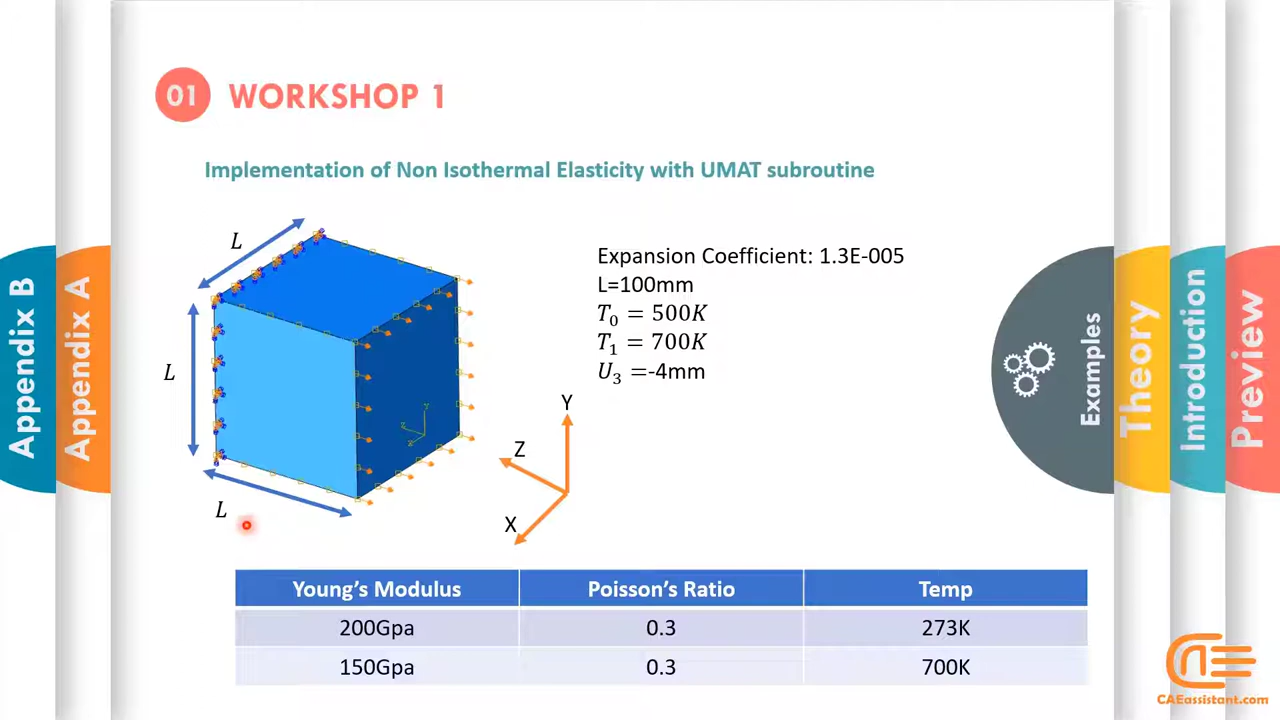 01 WORKSHOP 1
Implementation of Non Isothermal Elasticity with UMAT subroutine
L
L
L
Expansion Coefficient: 1.3E-005
L=100mm
T₀ = 500K
T₁ = 700K
U₃ =-4mm
Y
Z
X
Young's Modulus Poisson's Ratio Temp
200Gpa 0.3 273K
150Gpa 0.3 700K
Appendix B
Appendix A
Examples
Theory
Introduction
Preview
CAEassistant.com